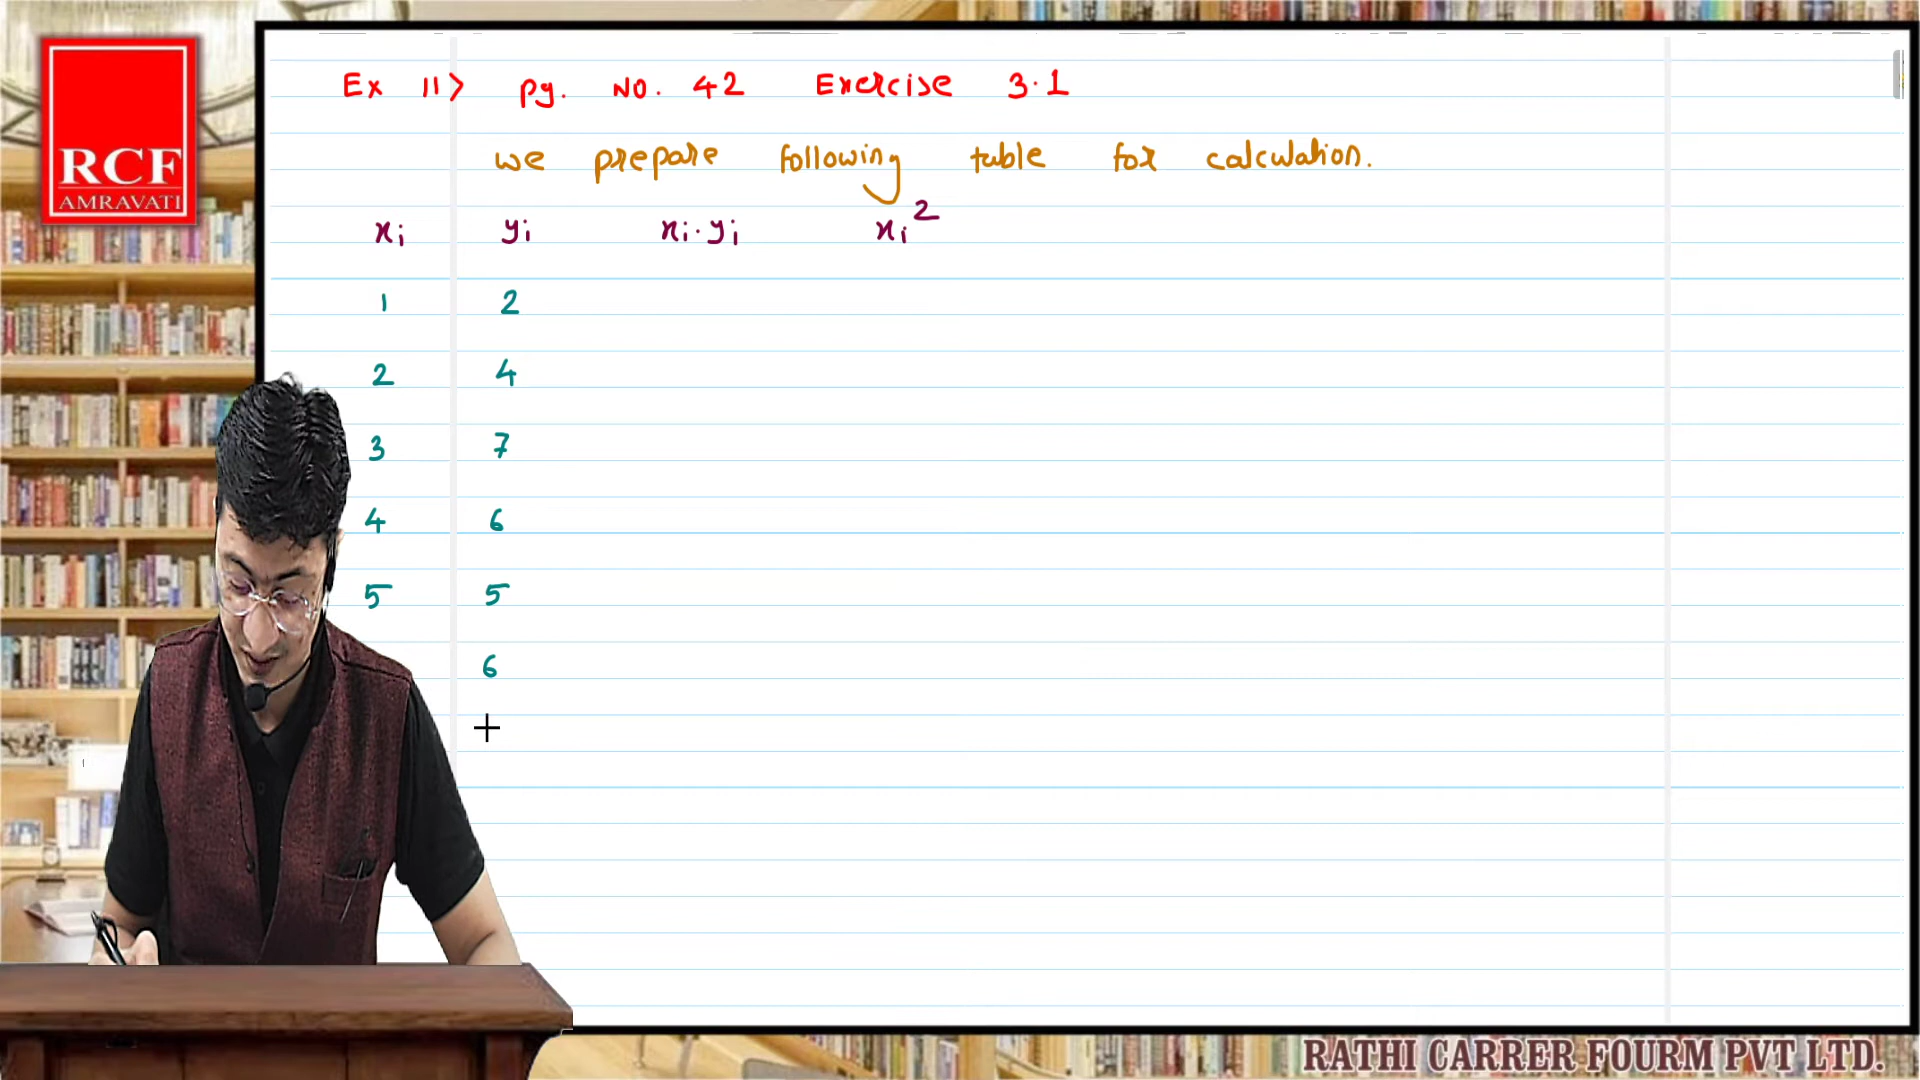 RCF
AMRAVATI
Ex 11> pg. No. 42 Exercise 3.1
we prepare following table for calculation.
xi yi xi.yi xi²
1 2
2 4
3 7
4 6
5 5
6
RATHI CARRER FOURM PVT LTD.